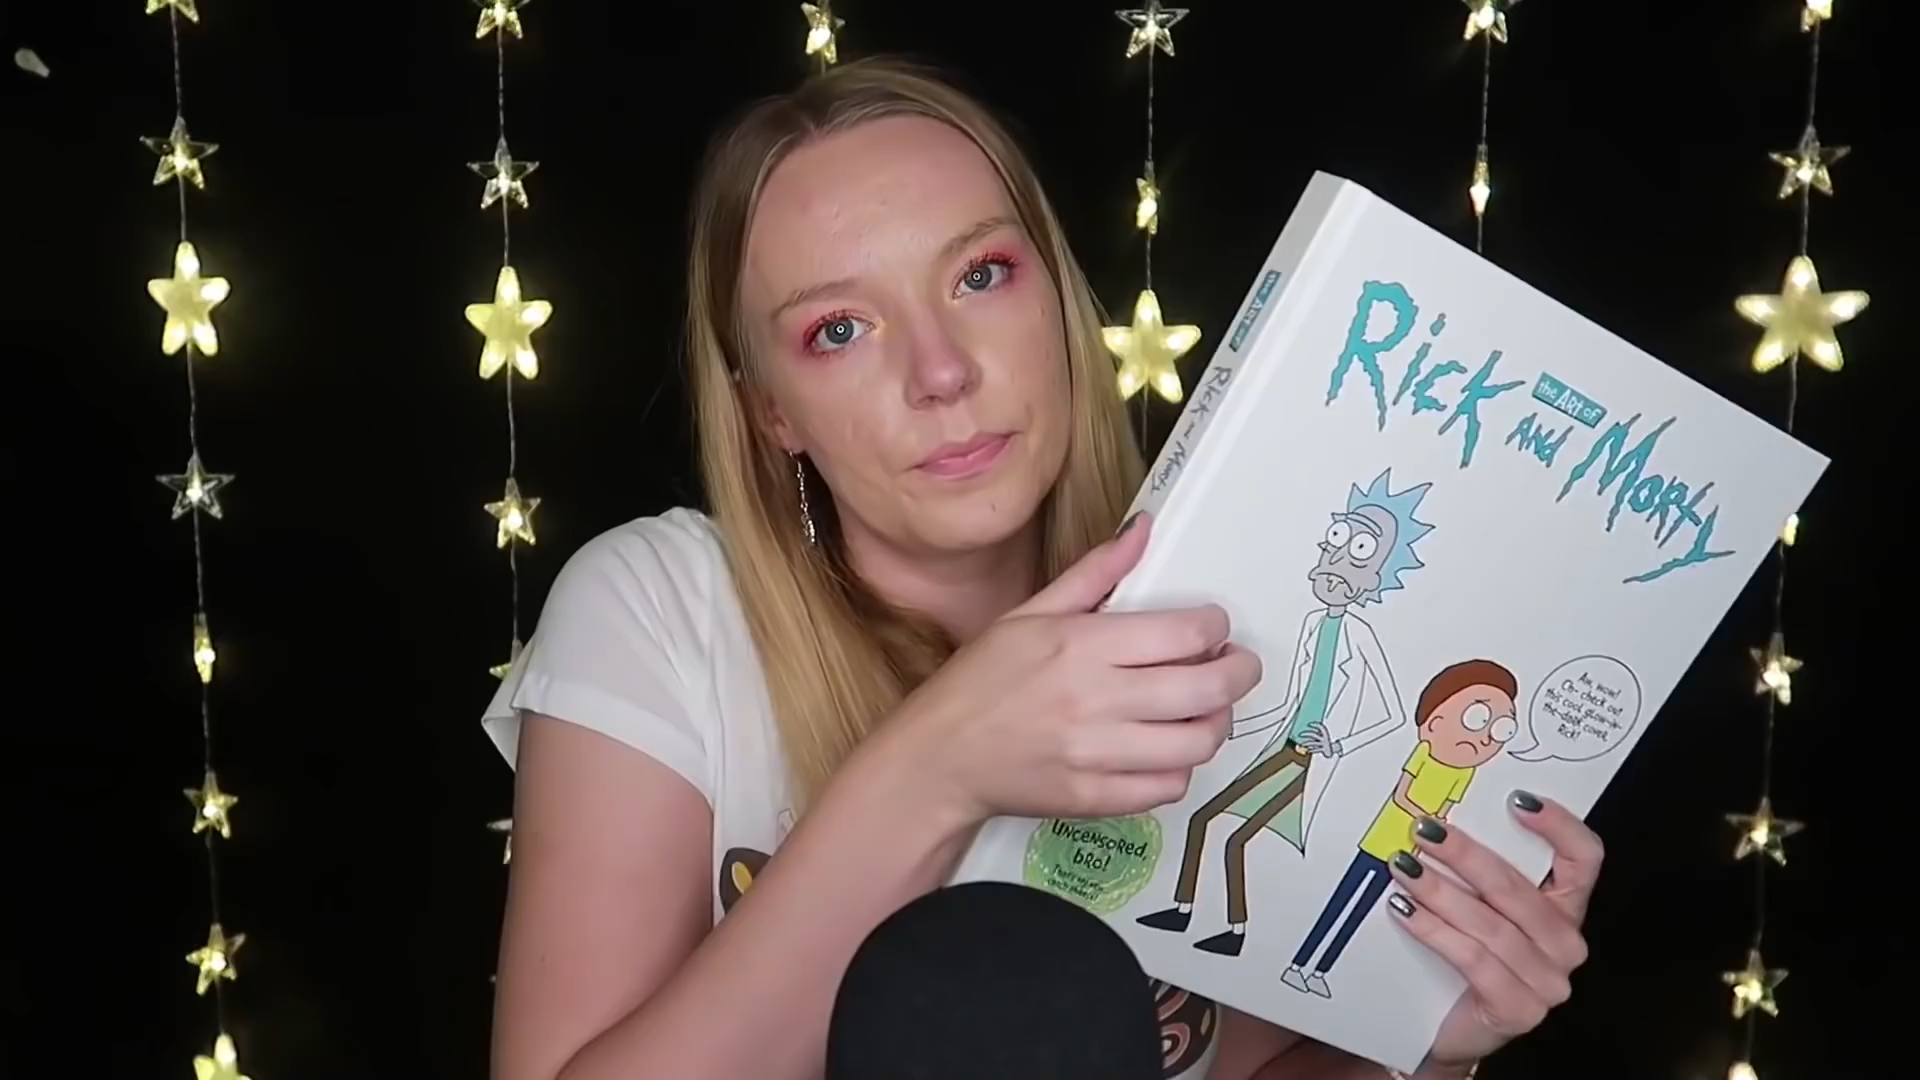 the ART of
Rick and Morty
Rick
the ART of
AND Morty
Aw, wow!
Ch- check out
this cool glow-in-
the-dark cover,
Rick!
UNCENSORED,
bRO!